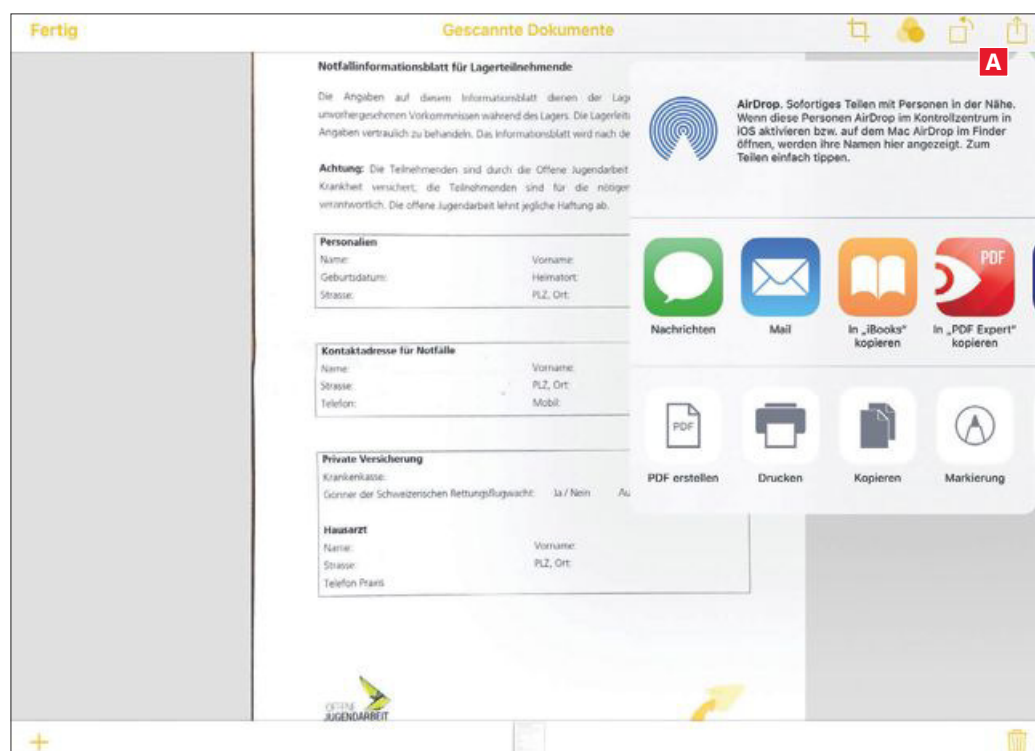 Fertig
Gescannte Dokumente
A
Notfallinformationsblatt für Lagerteilnehmende
Die Angaben auf diesem Informationsblatt dienen der
unvorhergesehenen Vorkommnissen während des Lagers. Die
Angaben vertraulich zu behandeln. Das Informationsblatt wird nach
Achtung: Die Teilnehmenden sind durch die Offene Jugendarbeit
Krankheit versichert; die Teilnehmenden sind für die
verantwortlich. Die offene Jugendarbeit lehnt jegliche Haftung ab.
Personalien
Name: Vorname:
Geburtsdatum: Heimatort:
Strasse: PLZ, Ort:
Kontaktadresse für Notfälle
Name: Vorname:
Strasse: PLZ, Ort:
Telefon: Mobil:
Private Versicherung
Krankenkasse:
Gönner der Schweizerischen Rettungsflugwacht: Ja / Nein
Hausarzt
Name: Vorname:
Strasse: PLZ, Ort:
Telefon Praxis
OFFENE
JUGENDARBEIT
AirDrop. Sofortiges Teilen mit Personen in der Nähe.
Wenn diese Personen AirDrop im Kontrollzentrum in
iOS aktivieren bzw. auf dem Mac AirDrop im Finder
öffnen, werden ihre Namen hier angezeigt. Zum
Teilen einfach tippen.
PDF
Nachrichten
Mail
In „iBooks“
kopieren
In „PDF Expert“
kopieren
PDF
PDF erstellen
Drucken
Kopieren
Markierung